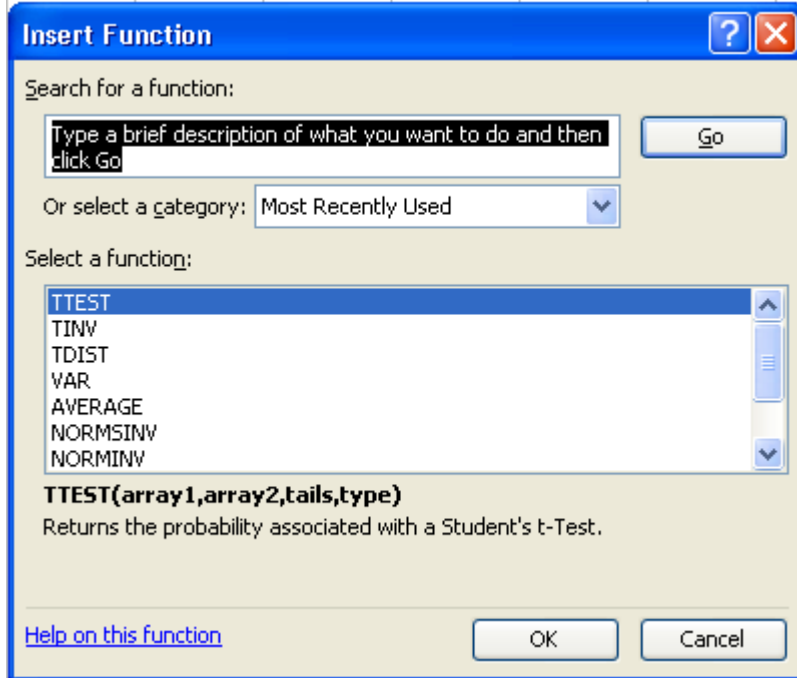 Insert Function
Search for a function:
Type a brief description of what you want to do and then
click Go
Go
Or select a category: Most Recently Used
Select a function:
TTEST
TINV
TDIST
VAR
AVERAGE
NORMSINV
NORMINV
TTEST(array1,array2,tails,type)
Returns the probability associated with a Student's t-Test.
Help on this function
OK
Cancel